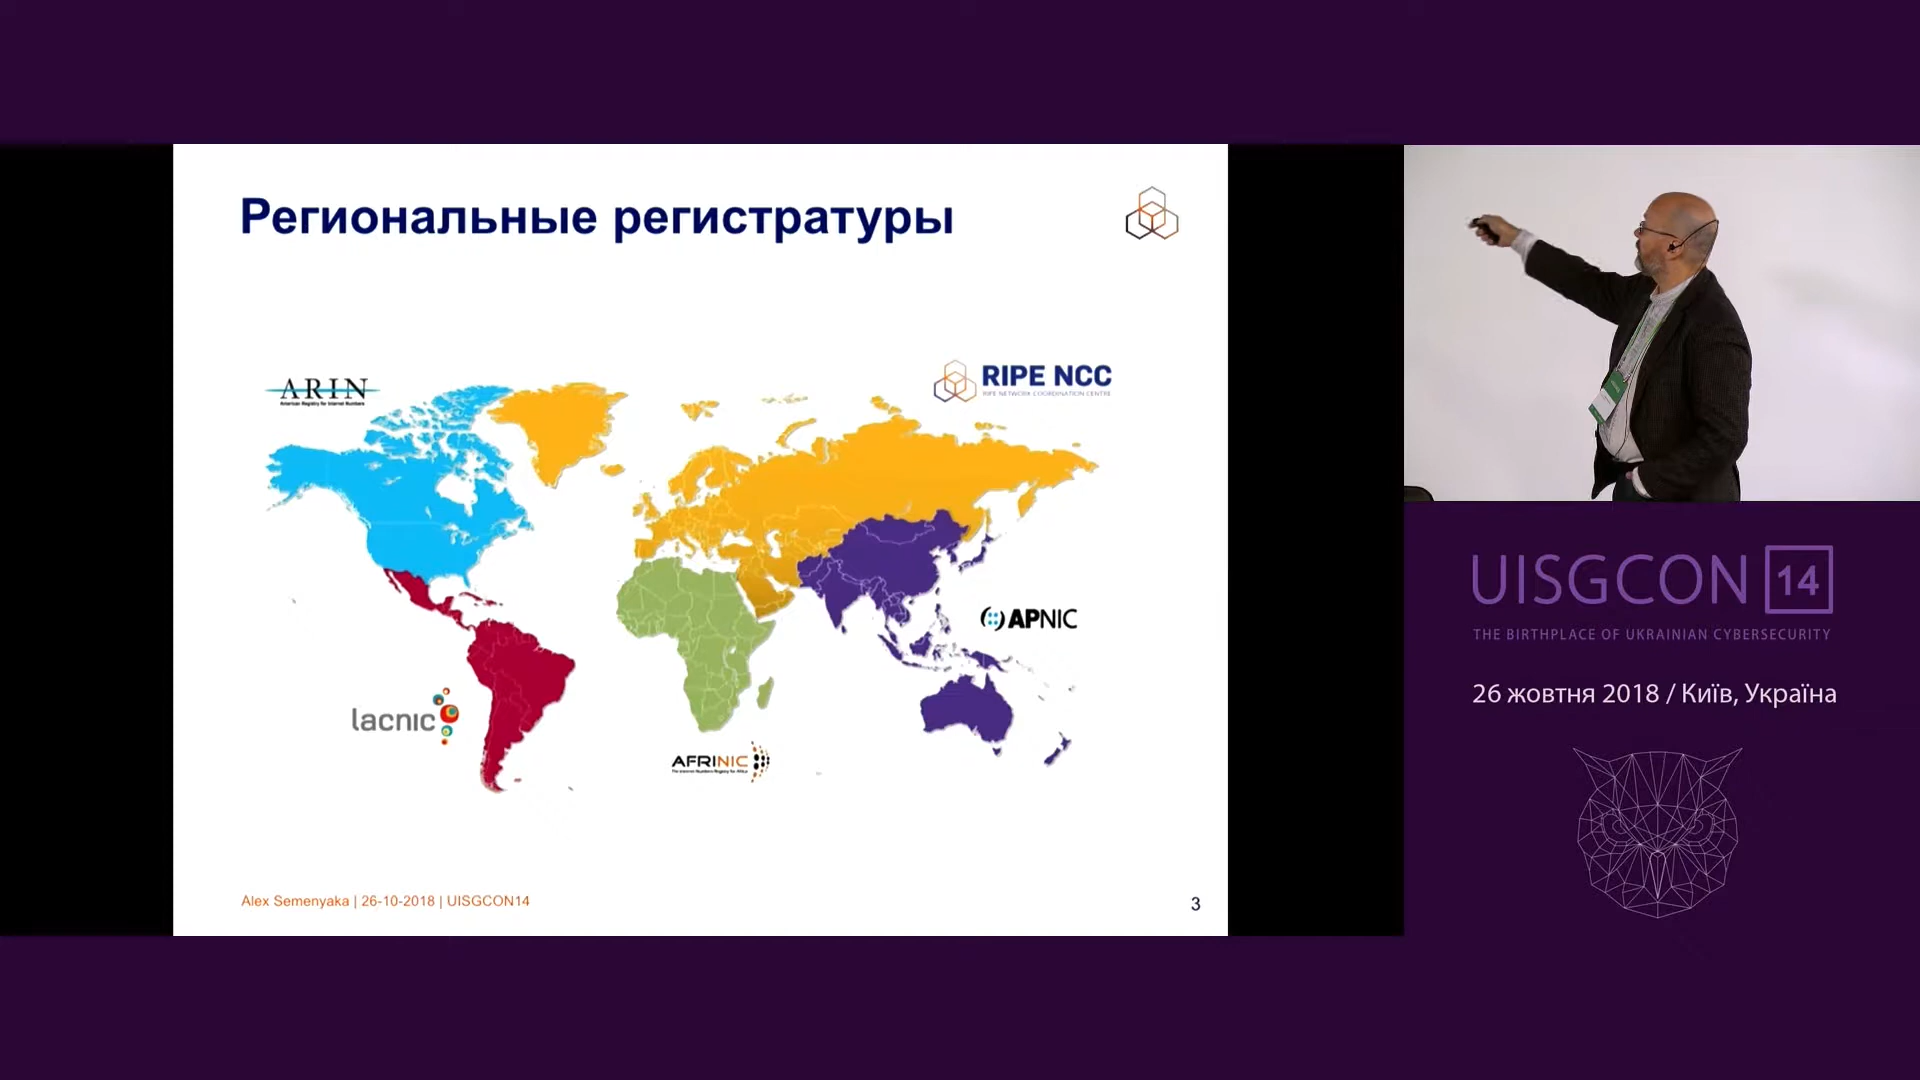 Региональные регистратуры
ARIN
American Registry for Internet Numbers
RIPE NCC
RIPE NETWORK COORDINATION CENTRE
APNIC
lacnic
AFRINIC
The Internet Numbers Registry for Africa
Alex Semenyaka | 26-10-2018 | UISGCON14
3
UISGCON 14
THE BIRTHPLACE OF UKRAINIAN CYBERSECURITY
26 жовтня 2018 / Київ, Україна